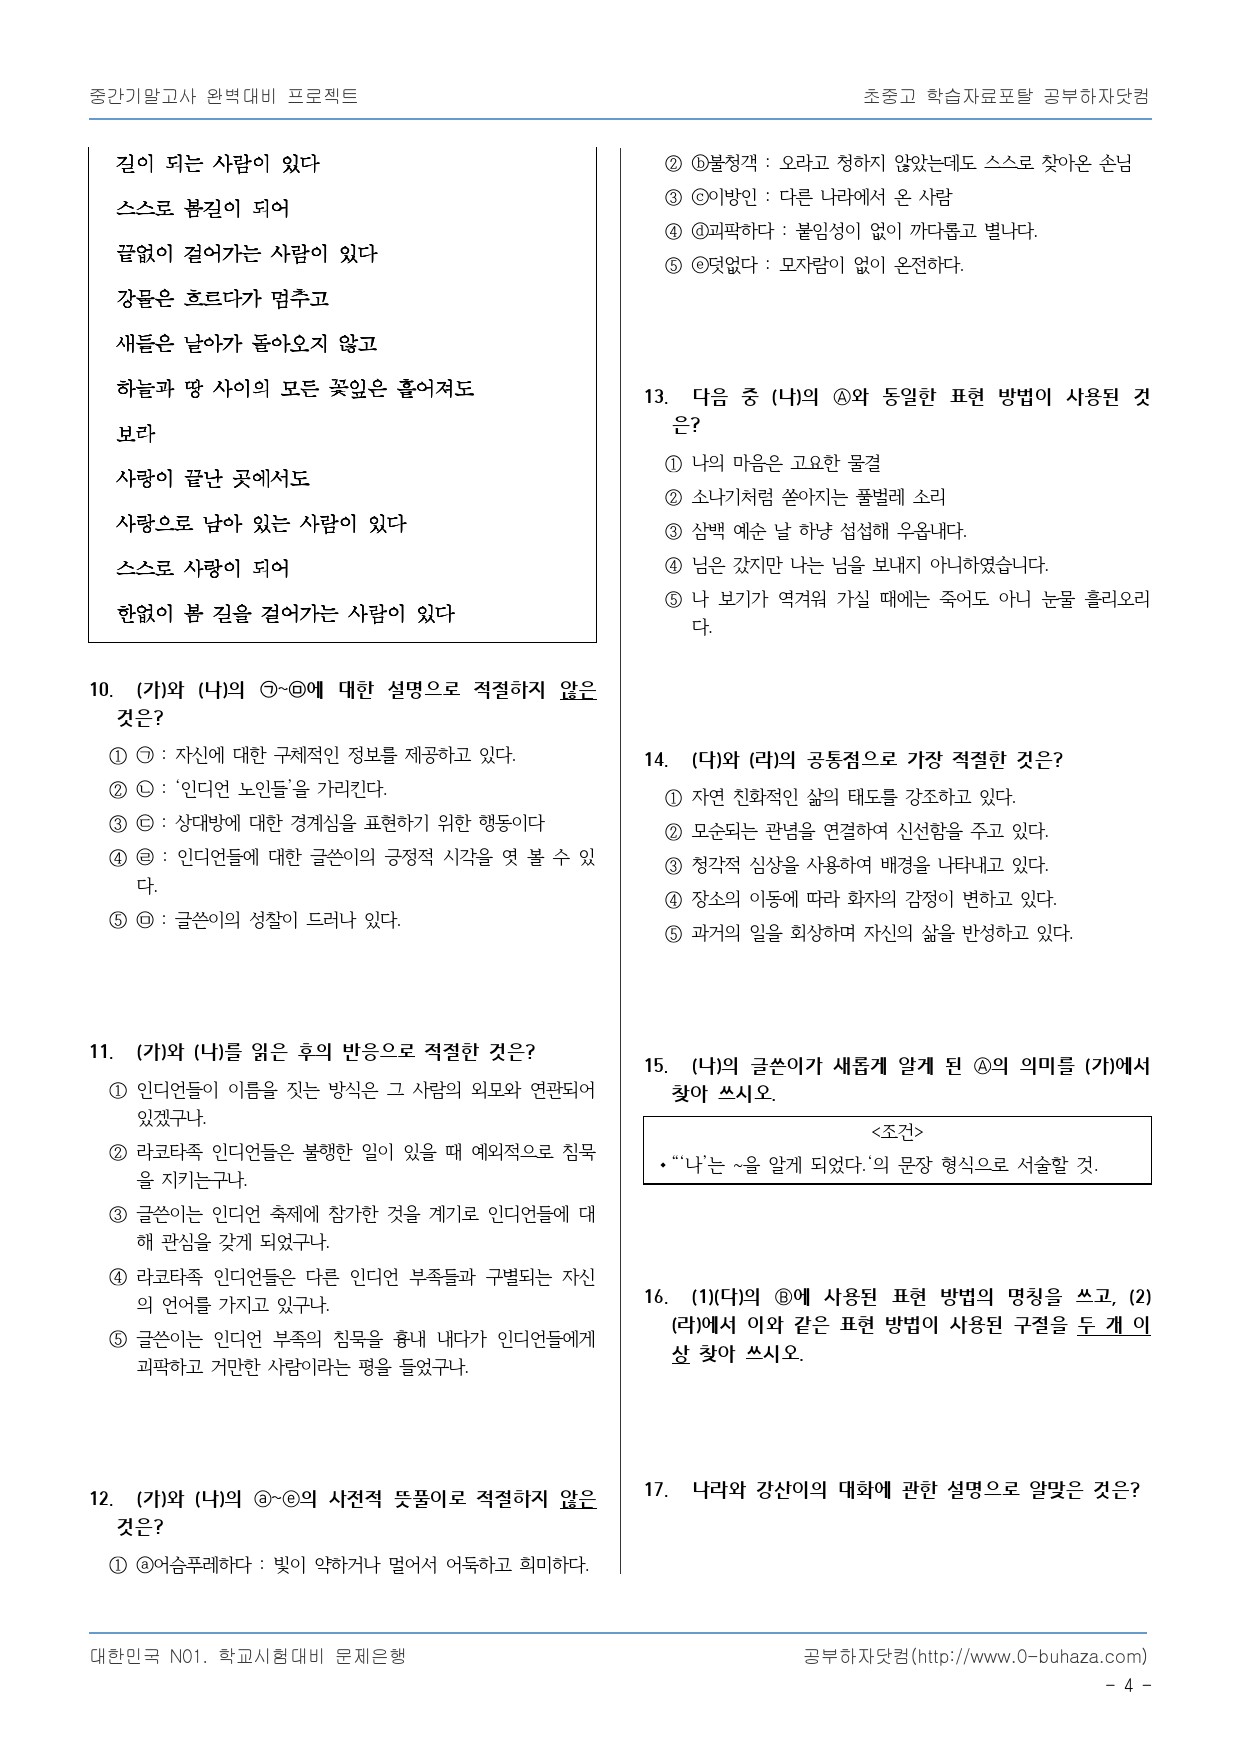 중간기말고사 완벽대비 프로젝트
초중고 학습자료포탈 공부하자닷컴
길이 되는 사람이 있다
스스로 봄길이 되어
끝없이 걸어가는 사람이 있다
강물은 흐르다가 멈추고
새들은 날아가 돌아오지 않고
하늘과 땅 사이의 모든 꽃잎은 흩어져도
보라
사랑이 끝난 곳에서도
사랑으로 남아 있는 사람이 있다
스스로 사랑이 되어
한없이 봄 길을 걸어가는 사람이 있다
10. (가)와 (나)의 ㉠~㉤에 대한 설명으로 적절하지 않은
것은?
① ㉠ : 자신에 대한 구체적인 정보를 제공하고 있다.
② ㉡ : ‘인디언 노인들’을 가리킨다.
③ ㉢ : 상대방에 대한 경계심을 표현하기 위한 행동이다
④ ㉣ : 인디언들에 대한 글쓴이의 긍정적 시각을 엿 볼 수 있
다.
⑤ ㉤ : 글쓴이의 성찰이 드러나 있다.
11. (가)와 (나)를 읽은 후의 반응으로 적절한 것은?
① 인디언들이 이름을 짓는 방식은 그 사람의 외모와 연관되어
있겠구나.
② 라코타족 인디언들은 불행한 일이 있을 때 예외적으로 침묵
을 지키는구나.
③ 글쓴이는 인디언 축제에 참가한 것을 계기로 인디언들에 대
해 관심을 갖게 되었구나.
④ 라코타족 인디언들은 다른 인디언 부족들과 구별되는 자신
의 언어를 가지고 있구나.
⑤ 글쓴이는 인디언 부족의 침묵을 흉내 내다가 인디언들에게
괴팍하고 거만한 사람이라는 평을 들었구나.
12. (가)와 (나)의 ⓐ~ⓔ의 사전적 뜻풀이로 적절하지 않은
것은?
① ⓐ어슴푸레하다 : 빛이 약하거나 멀어서 어둑하고 희미하다.
② ⓑ불청객 : 오라고 청하지 않았는데도 스스로 찾아온 손님
③ ⓒ이방인 : 다른 나라에서 온 사람
④ ⓓ괴팍하다 : 붙임성이 없이 까다롭고 별나다.
⑤ ⓔ덧없다 : 모자람이 없이 온전하다.
13. 다음 중 (나)의 Ⓐ와 동일한 표현 방법이 사용된 것
은?
① 나의 마음은 고요한 물결
② 소나기처럼 쏟아지는 풀벌레 소리
③ 삼백 예순 날 하냥 섭섭해 우옵내다.
④ 님은 갔지만 나는 님을 보내지 아니하였습니다.
⑤ 나 보기가 역겨워 가실 때에는 죽어도 아니 눈물 흘리오리
다.
14. (다)와 (라)의 공통점으로 가장 적절한 것은?
① 자연 친화적인 삶의 태도를 강조하고 있다.
② 모순되는 관념을 연결하여 신선함을 주고 있다.
③ 청각적 심상을 사용하여 배경을 나타내고 있다.
④ 장소의 이동에 따라 화자의 감정이 변하고 있다.
⑤ 과거의 일을 회상하며 자신의 삶을 반성하고 있다.
15. (나)의 글쓴이가 새롭게 알게 된 Ⓐ의 의미를 (가)에서
찾아 쓰시오.
<조건>
• “‘나’는 ~을 알게 되었다.‘의 문장 형식으로 서술할 것.
16. (1)(다)의 Ⓑ에 사용된 표현 방법의 명칭을 쓰고, (2)
(라)에서 이와 같은 표현 방법이 사용된 구절을 두 개 이
상 찾아 쓰시오.
17. 나라와 강산이의 대화에 관한 설명으로 알맞은 것은?
대한민국 N01. 학교시험대비 문제은행
공부하자닷컴(http://www.0-buhaza.com)
- 4 -